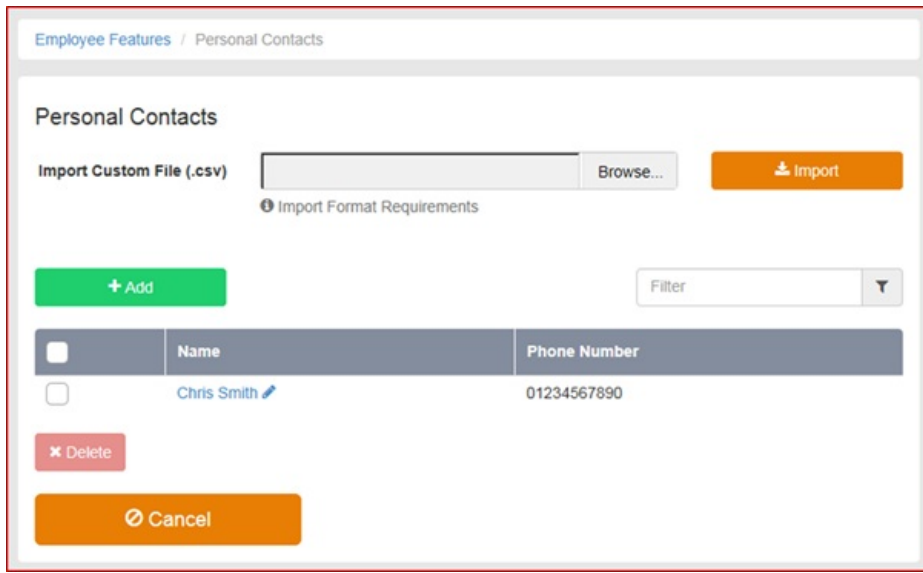 Employee Features / Personal Contacts
Personal Contacts
Import Custom File (.csv) Browse... Import
Import Format Requirements
+ Add Filter
Name Phone Number
Chris Smith 01234567890
Delete
Cancel